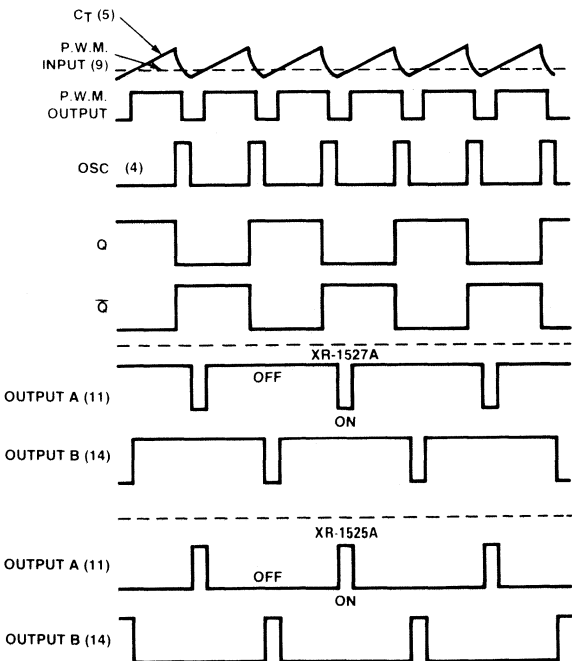 CT (5)
P.W.M.
INPUT (9)
P.W.M.
OUTPUT
OSC (4)
Q
Q̅
XR-1527A
OFF
OUTPUT A (11)
ON
OUTPUT B (14)
XR-1525A
OUTPUT A (11)
OFF
ON
OUTPUT B (14)